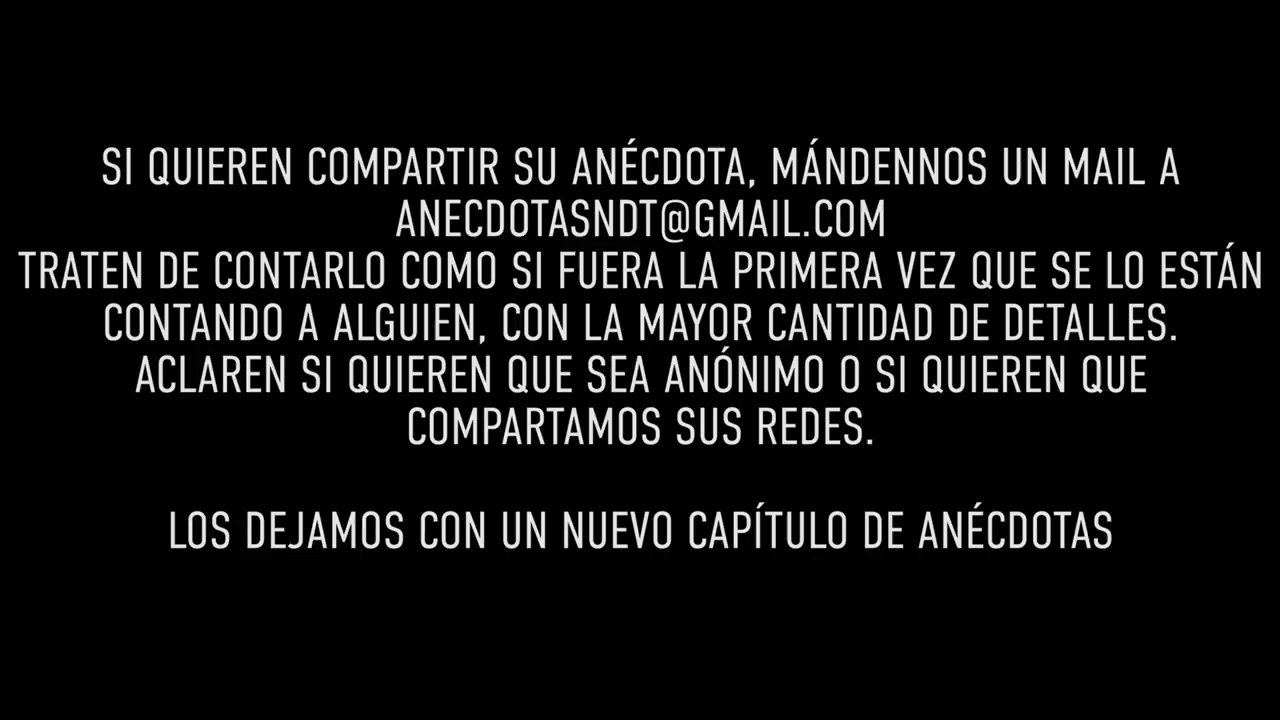 SI QUIEREN COMPARTIR SU ANÉCDOTA, MÁNDENNOS UN MAIL A
ANECDOTASNDT@GMAIL.COM
TRATEN DE CONTARLO COMO SI FUERA LA PRIMERA VEZ QUE SE LO ESTÁN
CONTANDO A ALGUIEN, CON LA MAYOR CANTIDAD DE DETALLES.
ACLAREN SI QUIEREN QUE SEA ANÓNIMO O SI QUIEREN QUE
COMPARTAMOS SUS REDES.
LOS DEJAMOS CON UN NUEVO CAPÍTULO DE ANÉCDOTAS